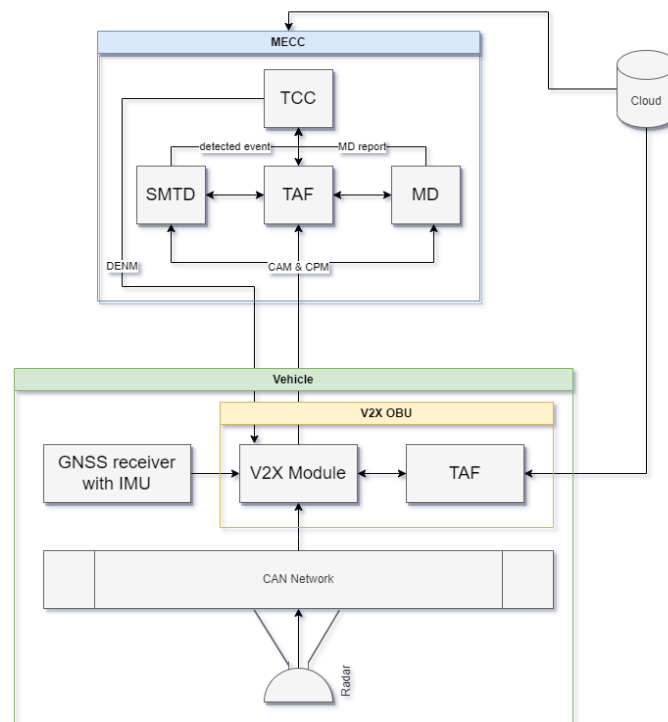 MECC
TCC
Cloud
detected event
MD report
SMTD
TAF
MD
DENM
CAM & CPM
Vehicle
V2X OBU
GNSS receiver
with IMU
V2X Module
TAF
CAN Network
Radar